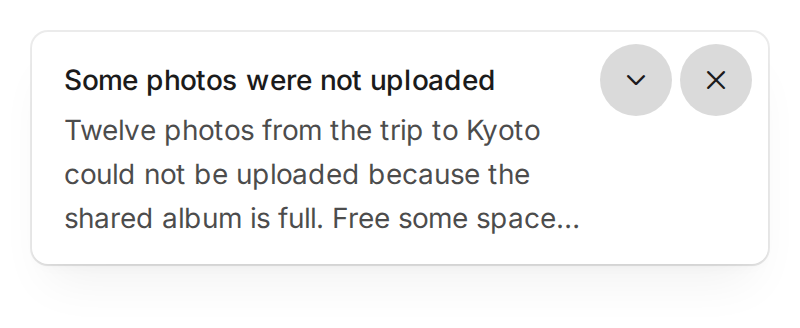 Some photos were not uploaded
Twelve photos from the trip to Kyoto
could not be uploaded because the
shared album is full. Free some space...